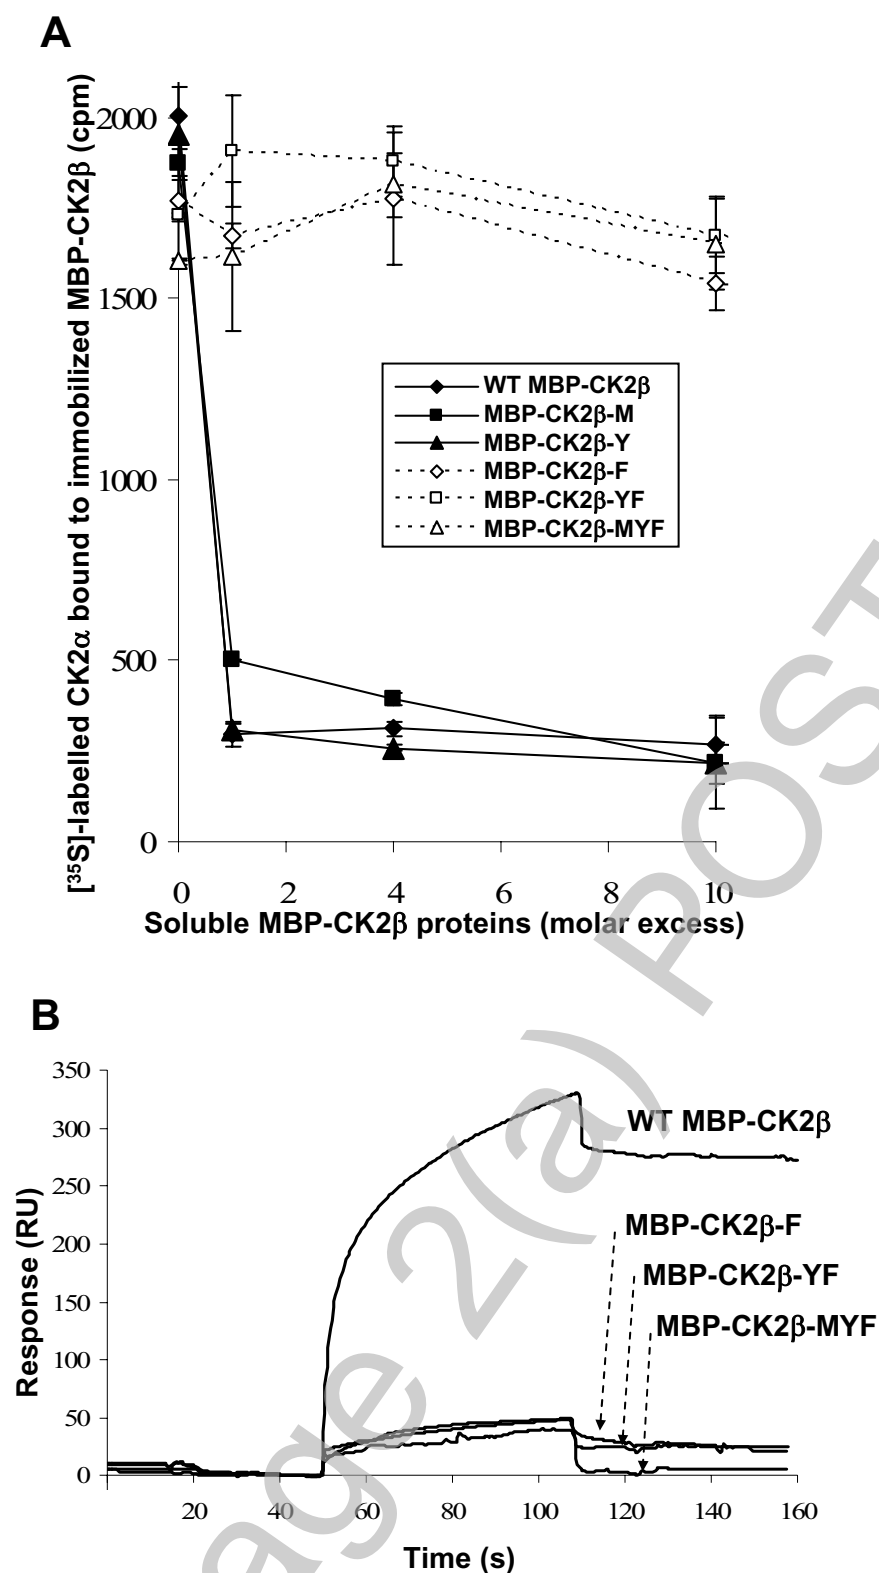 A
[35S]-labelled CK2α bound to immobilized MBP-CK2β (cpm)
2000
1500
1000
500
0
0 2 4 6 8 10
Soluble MBP-CK2β proteins (molar excess)
WT MBP-CK2β
MBP-CK2β-M
MBP-CK2β-Y
MBP-CK2β-F
MBP-CK2β-YF
MBP-CK2β-MYF
B
Response (RU)
350
300
250
200
150
100
50
0
20 40 60 80 100 120 140 160
Time (s)
WT MBP-CK2β
MBP-CK2β-F
MBP-CK2β-YF
MBP-CK2β-MYF
age 2(a) POST